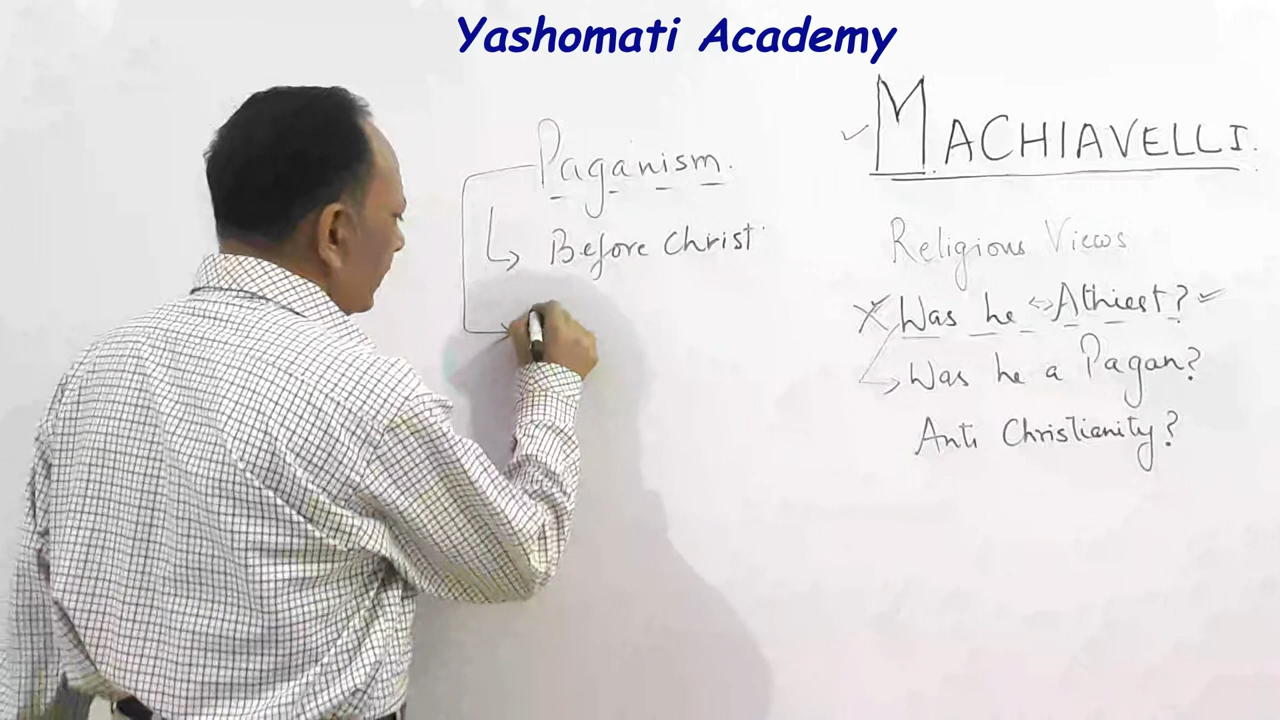 Yashomati Academy
Paganism.
Before Christ
MACHIAVELLI.
Religious Views
Was he Athiest?
Was he a Pagan?
Anti Christianity?